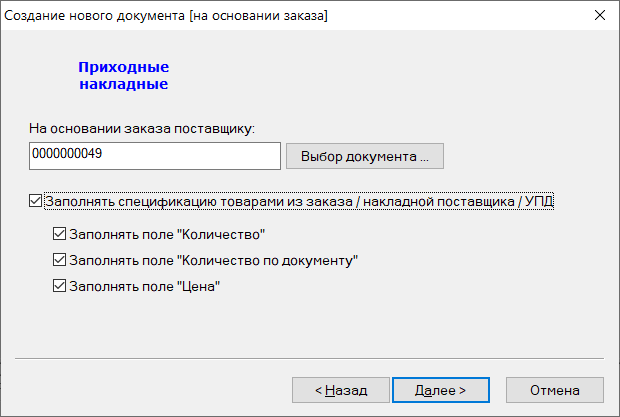 Создание нового документа [на основании заказа]
Приходные
накладные
На основании заказа поставщику:
0000000049
Выбор документа ...
Заполнять спецификацию товарами из заказа / накладной поставщика / УПД
Заполнять поле "Количество"
Заполнять поле "Количество по документу"
Заполнять поле "Цена"
< Назад
Далее >
Отмена